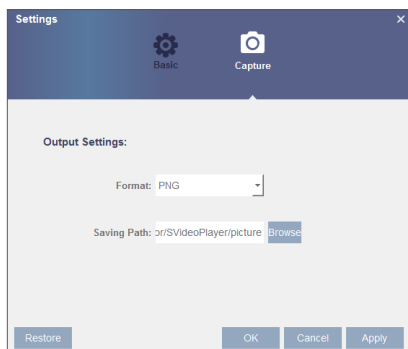 Settings
Basic
Capture
Output Settings:
Format: PNG
Saving Path: or/SVideoPlayer/picture Browse
Restore OK Cancel Apply